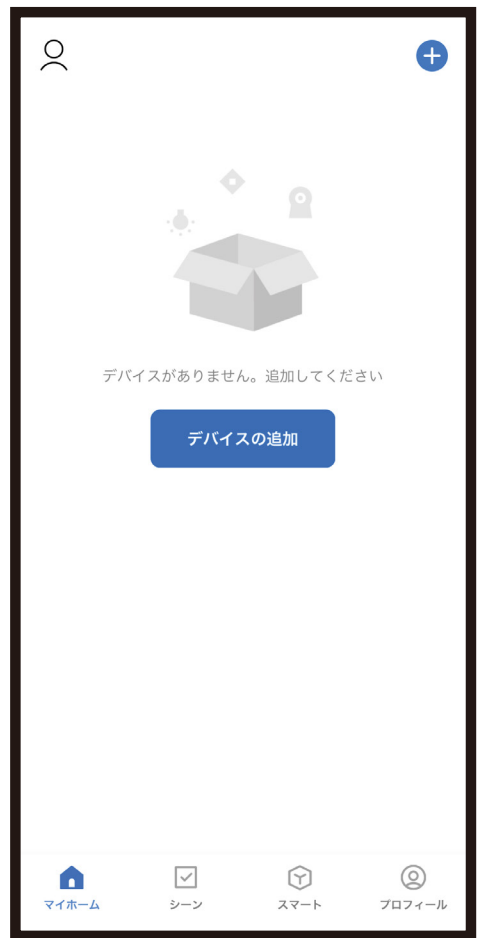 デバイスがありません。追加してください
デバイスの追加
マイホーム
シーン
スマート
プロフィール